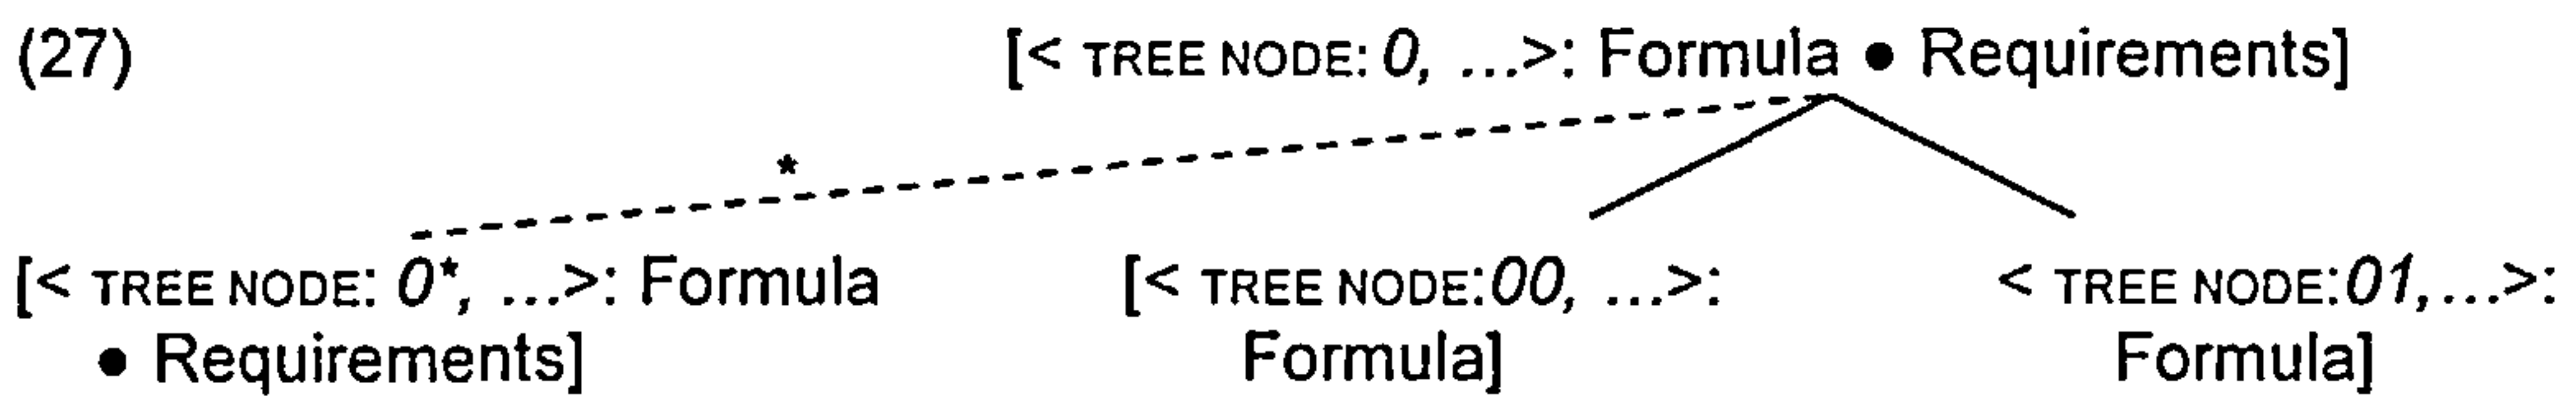 (27) [< TREE NODE: 0, ...>: Formula ● Requirements]
*
[< TREE NODE: 0*, ...>: Formula [< TREE NODE:00, ...>: < TREE NODE:01,...>:
● Requirements] Formula] Formula]